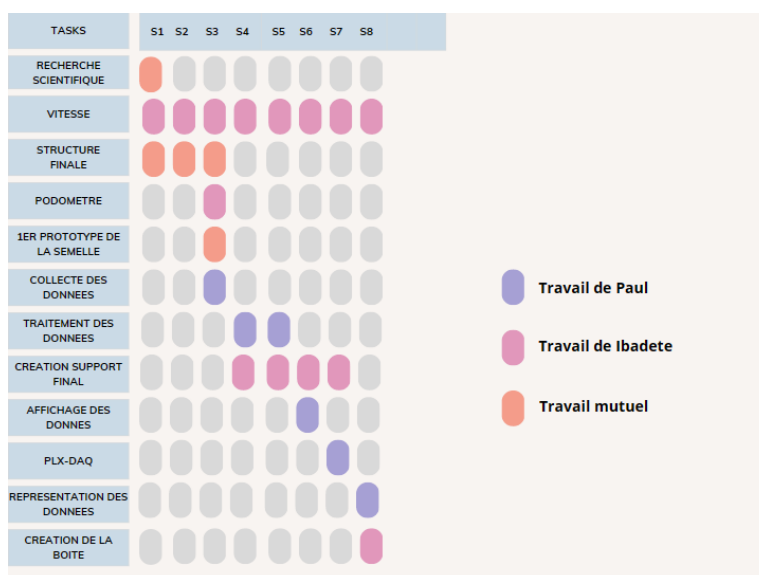 TASKS S1 S2 S3 S4 S5 S6 S7 S8
RECHERCHE
SCIENTIFIQUE
VITESSE
STRUCTURE
FINALE
PODOMETRE
1ER PROTOTYPE DE
LA SEMELLE
COLLECTE DES
DONNEES
TRAITEMENT DES
DONNEES
CREATION SUPPORT
FINAL
AFFICHAGE DES
DONNES
PLX-DAQ
REPRESENTATION DES
DONNEES
CREATION DE LA
BOITE
Travail de Paul
Travail de Ibadete
Travail mutuel